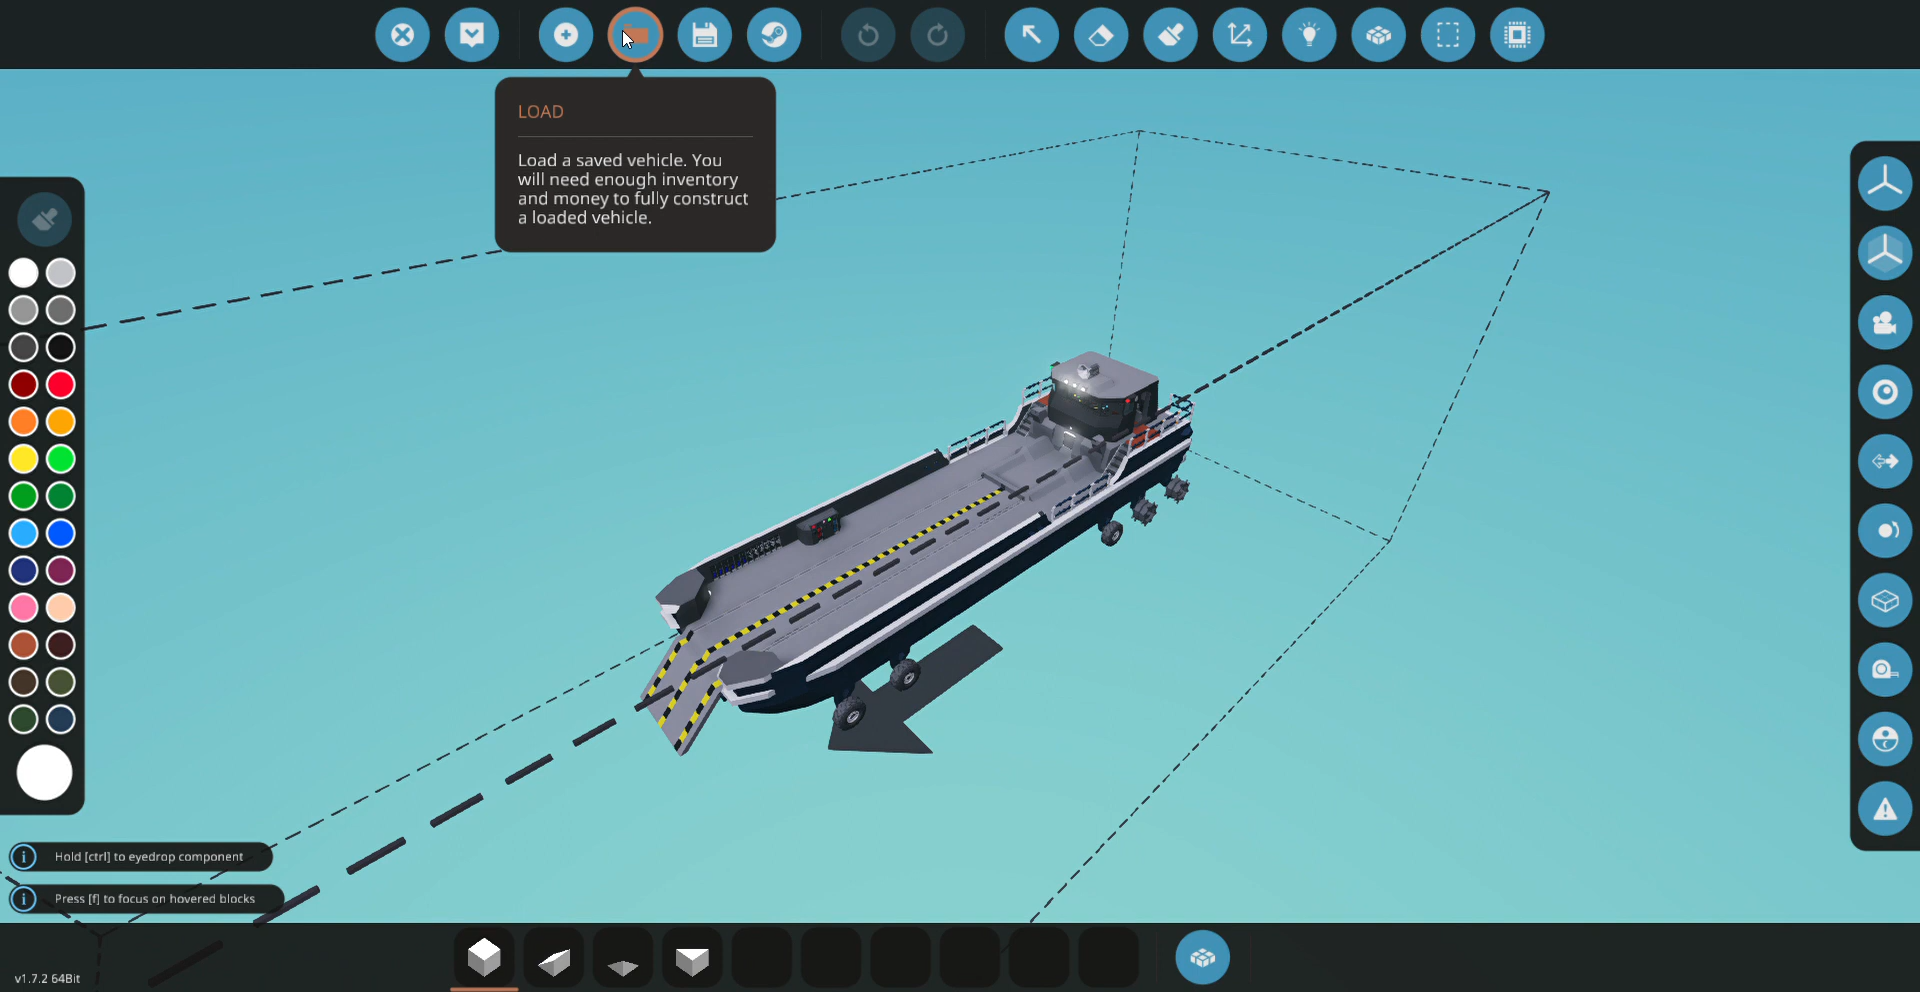 LOAD
Load a saved vehicle. You
will need enough inventory
and money to fully construct
a loaded vehicle.
Hold [ctrl] to eyedrop component
Press [f] to focus on hovered blocks
v1.7.2 64Bit